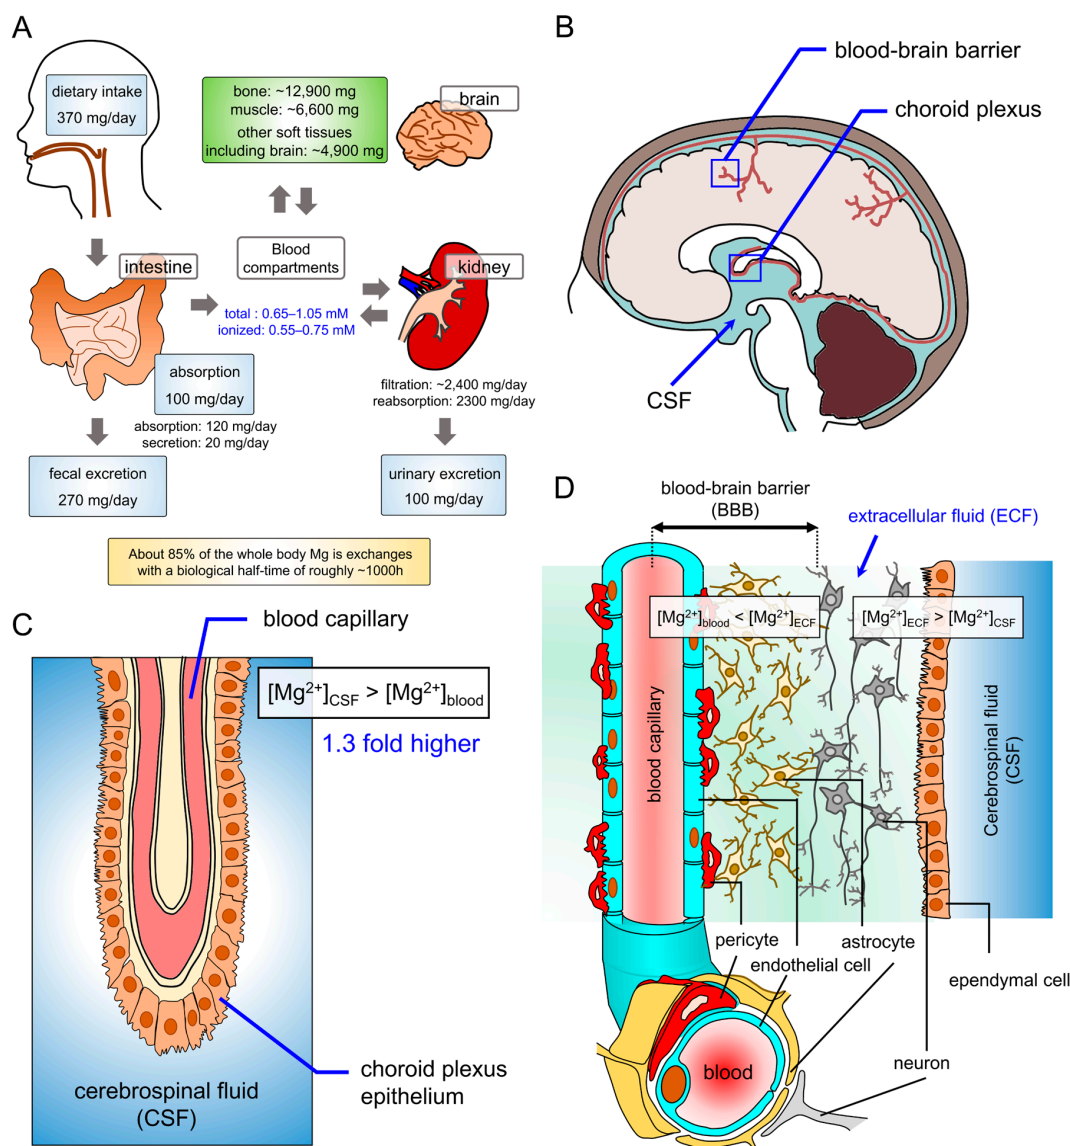 A
dietary intake
370 mg/day
bone: ~12,900 mg
muscle: ~6,600 mg
other soft tissues
including brain: ~4,900 mg
brain
intestine
Blood
compartments
kidney
total : 0.65–1.05 mM
ionized: 0.55–0.75 mM
absorption
100 mg/day
absorption: 120 mg/day
secretion: 20 mg/day
filtration: ~2,400 mg/day
reabsorption: 2300 mg/day
fecal excretion
270 mg/day
urinary excretion
100 mg/day
About 85% of the whole body Mg is exchanges
with a biological half-time of roughly ~1000h
B
blood-brain barrier
choroid plexus
CSF
C
blood capillary
[Mg²⁺]CSF > [Mg²⁺]blood
1.3 fold higher
choroid plexus
epithelium
cerebrospinal fluid
(CSF)
D
blood-brain barrier
(BBB)
extracellular fluid (ECF)
[Mg²⁺]blood < [Mg²⁺]ECF
[Mg²⁺]ECF > [Mg²⁺]CSF
blood capillary
Cerebrospinal fluid
(CSF)
pericyte
endothelial cell
astrocyte
ependymal cell
neuron
blood